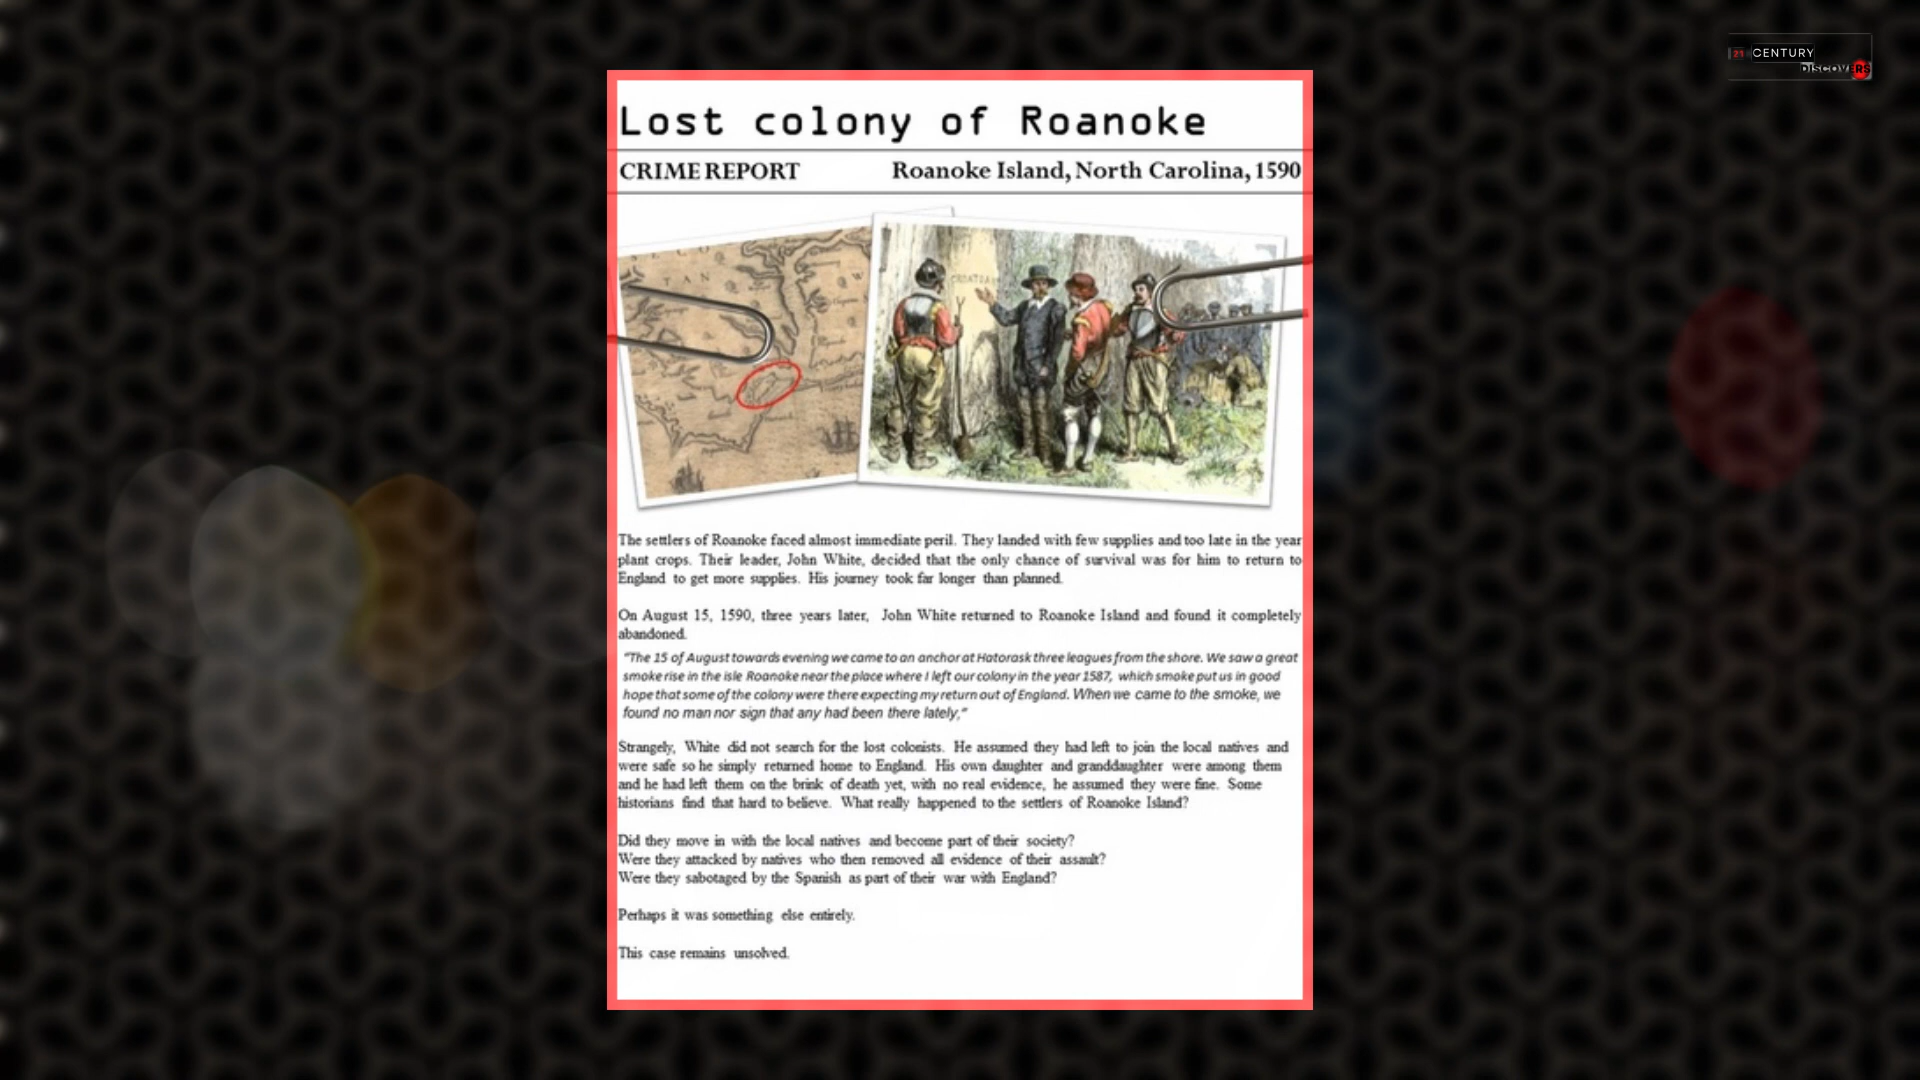 21 CENTURY
DISCOVERS
Lost colony of Roanoke
CRIME REPORT Roanoke Island, North Carolina, 1590
TAN
CROATAN
The settlers of Roanoke faced almost immediate peril. They landed with few supplies and too late in the year
plant crops. Their leader, John White, decided that the only chance of survival was for him to return to
England to get more supplies. His journey took far longer than planned.
On August 15, 1590, three years later, John White returned to Roanoke Island and found it completely
abandoned.
"The 15 of August towards evening we came to an anchor at Hatorask three leagues from the shore. We saw a great
smoke rise in the isle Roanoke near the place where I left our colony in the year 1587, which smoke put us in good
hope that some of the colony were there expecting my return out of England. When we came to the smoke, we
found no man nor sign that any had been there lately,"
Strangely, White did not search for the lost colonists. He assumed they had left to join the local natives and
were safe so he simply returned home to England. His own daughter and granddaughter were among them
and he had left them on the brink of death yet, with no real evidence, he assumed they were fine. Some
historians find that hard to believe. What really happened to the settlers of Roanoke Island?
Did they move in with the local natives and become part of their society?
Were they attacked by natives who then removed all evidence of their assault?
Were they sabotaged by the Spanish as part of their war with England?
Perhaps it was something else entirely.
This case remains unsolved.